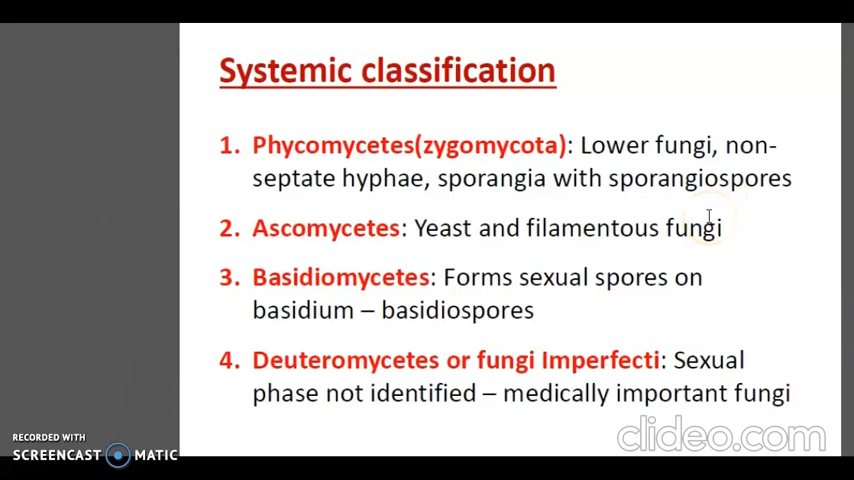 Systemic classification
1. Phycomycetes(zygomycota): Lower fungi, non-
septate hyphae, sporangia with sporangiospores
2. Ascomycetes: Yeast and filamentous fungi
3. Basidiomycetes: Forms sexual spores on
basidium – basidiospores
4. Deuteromycetes or fungi Imperfecti: Sexual
phase not identified – medically important fungi
RECORDED WITH
SCREENCAST MATIC
clideo.com